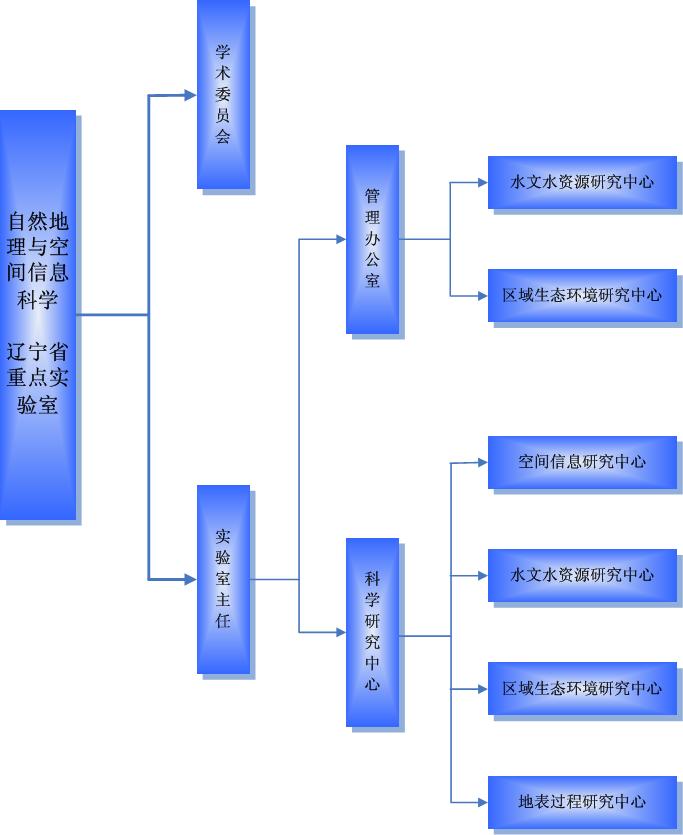 自然地
理与空
间信息
科学
辽宁省
重点实
验室
学术委员会
实验室主任
管理办公室
科学研究中心
水文水资源研究中心
区域生态环境研究中心
空间信息研究中心
水文水资源研究中心
区域生态环境研究中心
地表过程研究中心